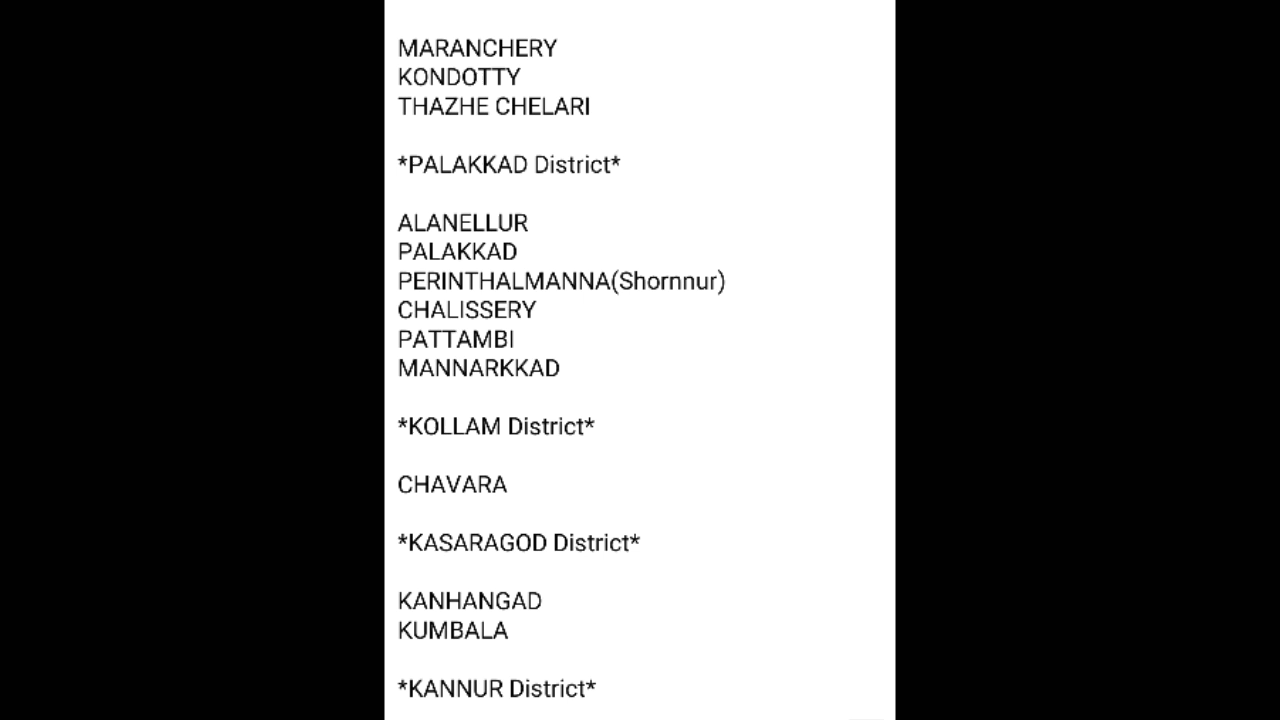 MARANCHERY
KONDOTTY
THAZHE CHELARI
*PALAKKAD District*
ALANELLUR
PALAKKAD
PERINTHALMANNA(Shornnur)
CHALISSERY
PATTAMBI
MANNARKKAD
*KOLLAM District*
CHAVARA
*KASARAGOD District*
KANHANGAD
KUMBALA
*KANNUR District*